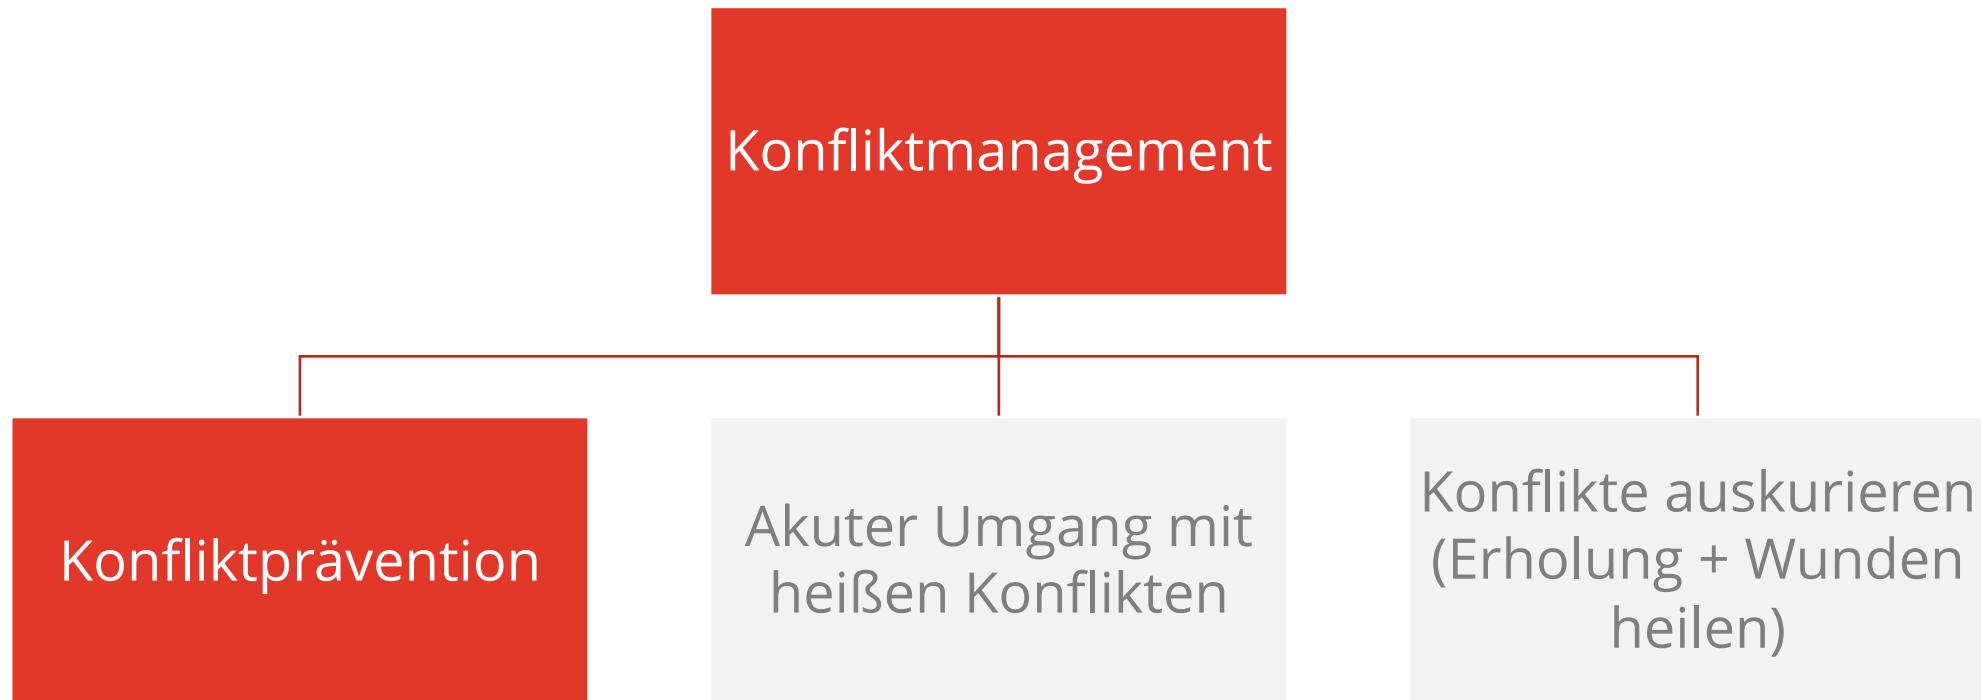 Konfliktmanagement
Konfliktprävention
Akuter Umgang mit
heißen Konflikten
Konflikte auskurieren
(Erholung + Wunden
heilen)